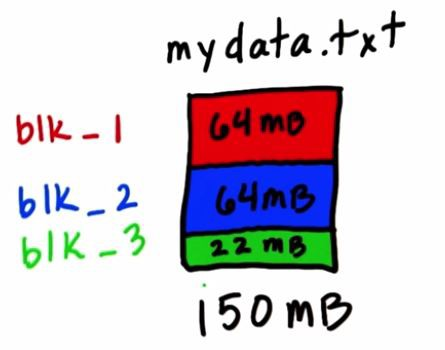 mydata.txt
blk_1 64mB
blk_2 64mB
blk_3 22mB
150mB